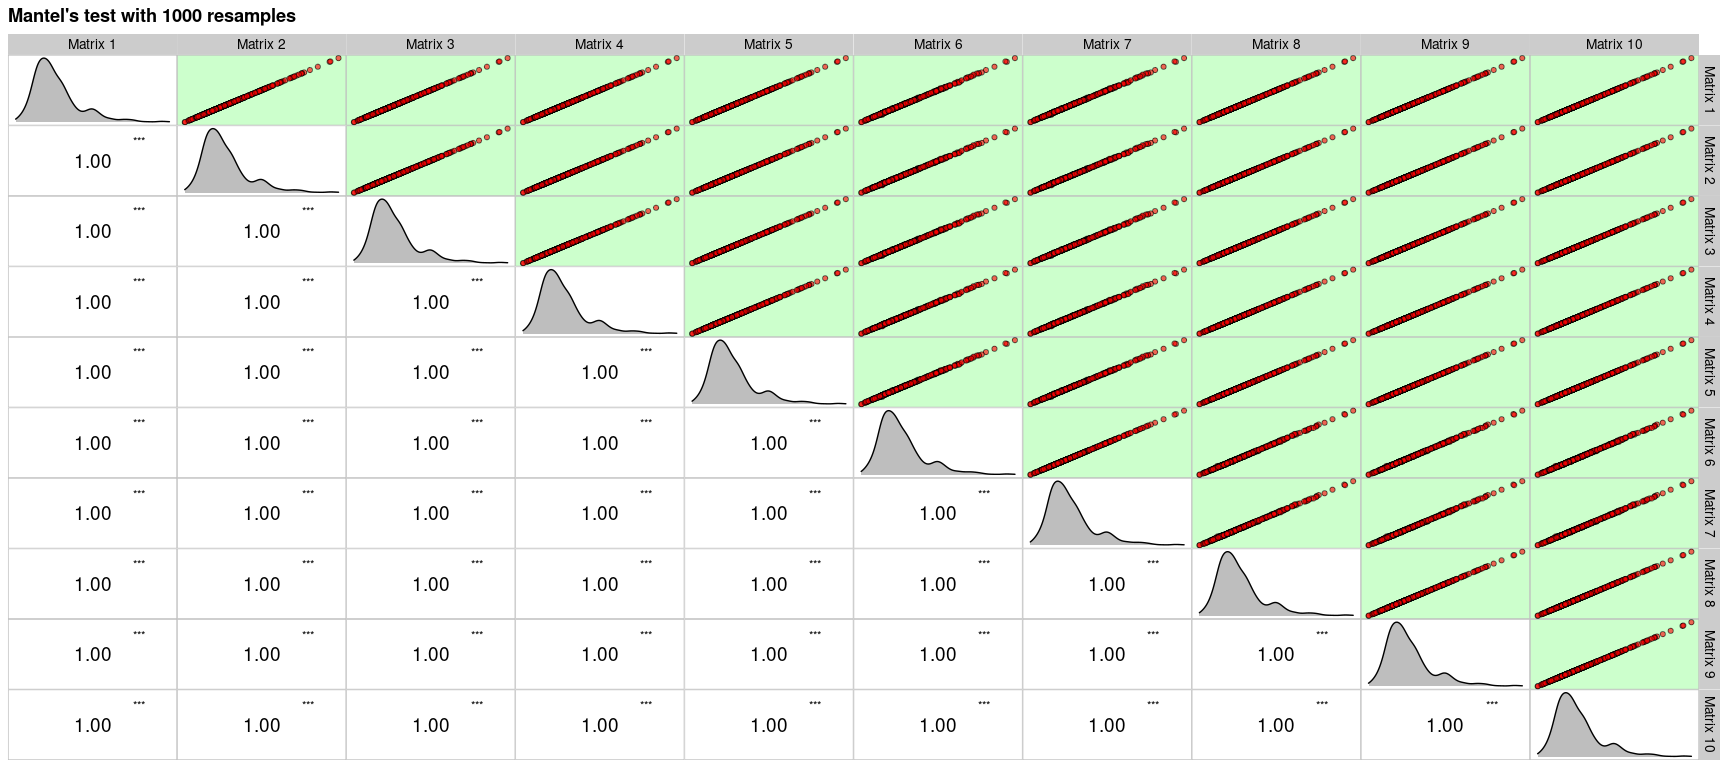 Mantel's test with 1000 resamples
Matrix 1 Matrix 2 Matrix 3 Matrix 4 Matrix 5 Matrix 6 Matrix 7 Matrix 8 Matrix 9 Matrix 10
Matrix 1
1.00 *** Matrix 2
1.00 *** 1.00 *** Matrix 3
1.00 *** 1.00 *** 1.00 *** Matrix 4
1.00 *** 1.00 *** 1.00 *** 1.00 *** Matrix 5
1.00 *** 1.00 *** 1.00 *** 1.00 *** 1.00 *** Matrix 6
1.00 *** 1.00 *** 1.00 *** 1.00 *** 1.00 *** 1.00 *** Matrix 7
1.00 *** 1.00 *** 1.00 *** 1.00 *** 1.00 *** 1.00 *** 1.00 *** Matrix 8
1.00 *** 1.00 *** 1.00 *** 1.00 *** 1.00 *** 1.00 *** 1.00 *** 1.00 *** Matrix 9
1.00 *** 1.00 *** 1.00 *** 1.00 *** 1.00 *** 1.00 *** 1.00 *** 1.00 *** 1.00 *** Matrix 10